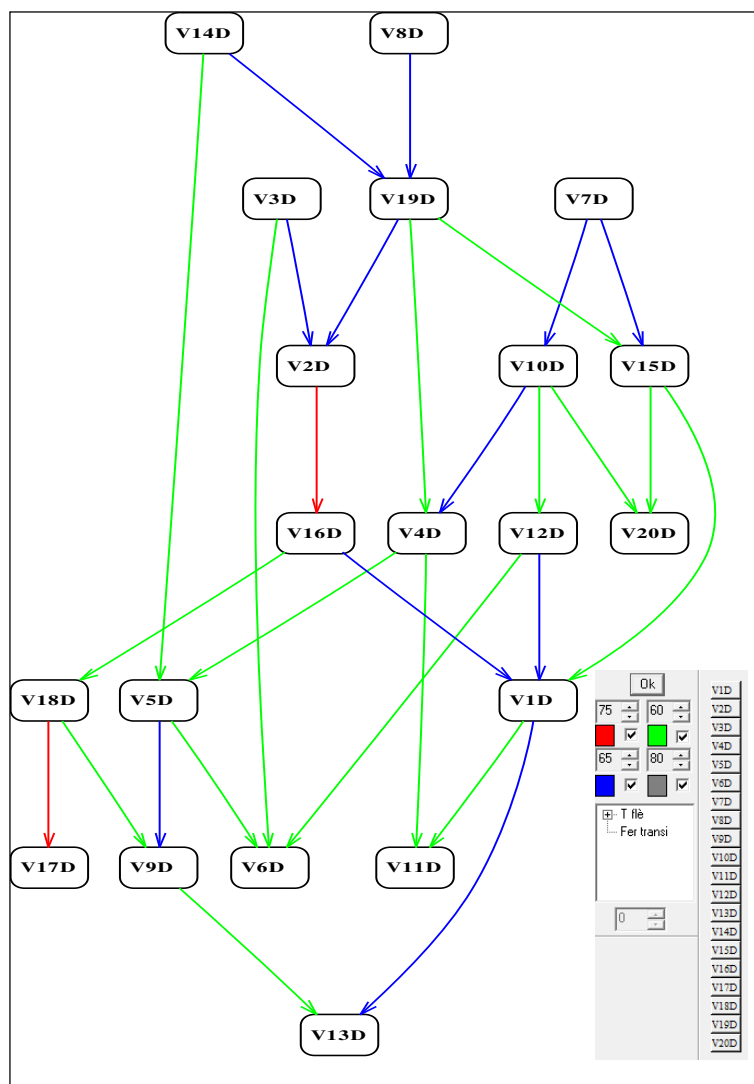 V14D V8D
V3D V19D V7D
V2D V10D V15D
V16D V4D V12D V20D
V18D V5D V1D
V17D V9D V6D V11D
V13D
Ok
75 60
65 80
T flè
Fer transi
0
V1D
V2D
V3D
V4D
V5D
V6D
V7D
V8D
V9D
V10D
V11D
V12D
V13D
V14D
V15D
V16D
V17D
V18D
V19D
V20D